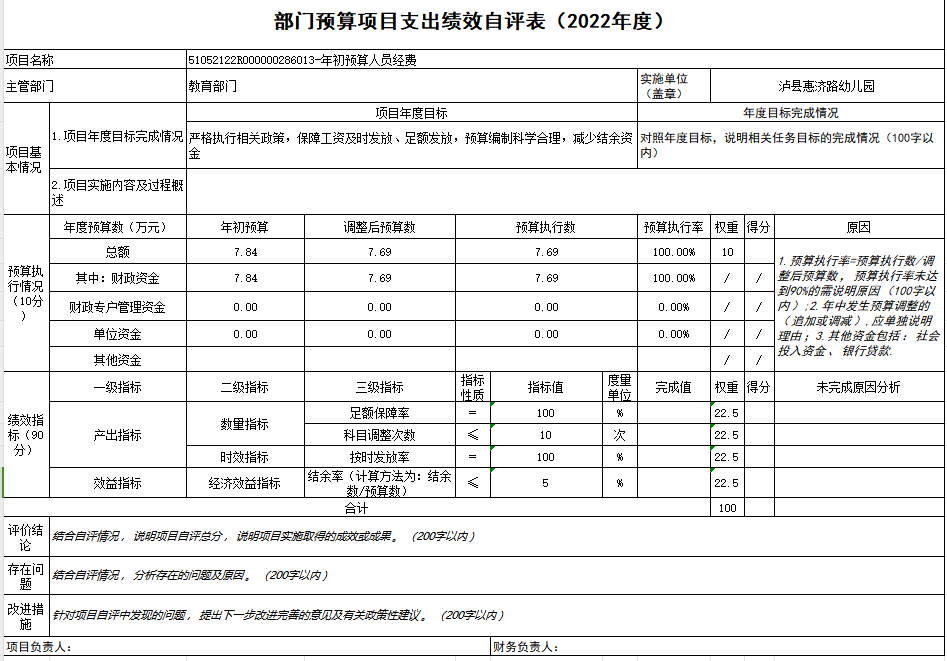 部门预算项目支出绩效自评表（2022年度）
项目名称 51052122R000000286013-年初预算人员经费
主管部门 教育部门 实施单位（盖章） 泸县惠济路幼儿园
项目基本情况
1.项目年度目标完成情况
项目年度目标 年度目标完成情况
严格执行相关政策，保障工资及时发放、足额发放，预算编制科学合理，减少结余资
金
对照年度目标，说明相关任务目标的完成情况（100字以
内）
2.项目实施内容及过程概
述
预算执行情况（10分）
年度预算数（万元） 年初预算 调整后预算数 预算执行数 预算执行率 权重 得分 原因
总额 7.84 7.69 7.69 100.00% 10
其中：财政资金 7.84 7.69 7.69 100.00% / /
财政专户管理资金 0.00 0.00 0.00 0.00% / /
单位资金 0.00 0.00 0.00 0.00% / /
其他资金 / /
1.预算执行率=预算执行数/调
整后预算数，预算执行率未达
到90%的需说明原因（100字以
内）;2.年中发生预算调整的
（追加或调减）,应单独说明
理由；3.其他资金包括：社会
投入资金、银行贷款.
绩效指标（90分）
一级指标 二级指标 三级指标 指标性质 指标值 度量单位 完成值 权重 得分 未完成原因分析
产出指标 数量指标 足额保障率 ＝ 100 % 22.5
科目调整次数 ≤ 10 次 22.5
时效指标 按时发放率 ＝ 100 % 22.5
效益指标 经济效益指标 结余率（计算方法为：结余
数/预算数） ≤ 5 % 22.5
合计 100
评价结论 结合自评情况，说明项目自评总分，说明项目实施取得的成效或成果。（200字以内）
存在问题 结合自评情况，分析存在的问题及原因。（200字以内）
改进措施 针对项目自评中发现的问题，提出下一步改进完善的意见及有关政策性建议。（200字以内）
项目负责人： 财务负责人：